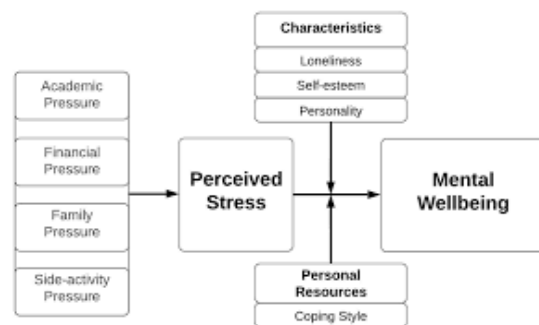 Academic
Pressure
Financial
Pressure
Family
Pressure
Side-activity
Pressure
Perceived
Stress
Characteristics
Loneliness
Self-esteem
Personality
Personal
Resources
Coping Style
Mental
Wellbeing